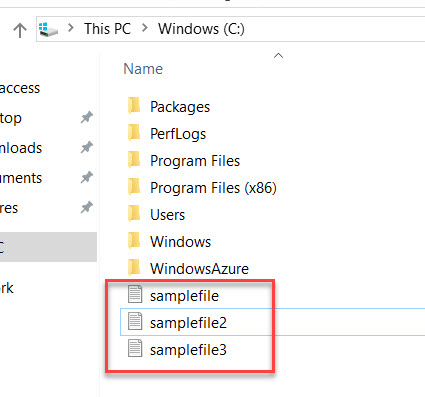 This PC > Windows (C:)
access
top
nloads
uments
res
C
rk
Name
Packages
PerfLogs
Program Files
Program Files (x86)
Users
Windows
WindowsAzure
samplefile
samplefile2
samplefile3